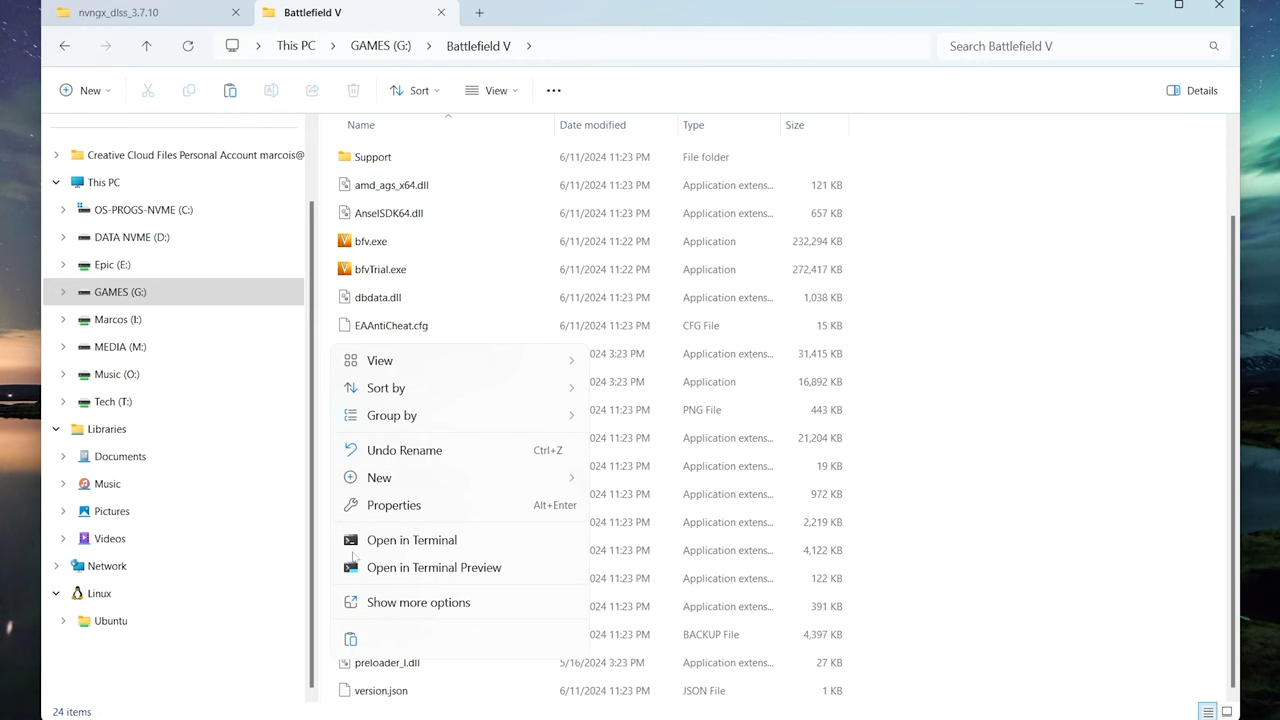 nvngx_dlss_3.7.10
Battlefield V
This PC > GAMES (G:) > Battlefield V >
Search Battlefield V
New
Sort
View
Details
Name Date modified Type Size
Creative Cloud Files Personal Account marcois@
This PC
OS-PROGS-NVME (C:)
DATA NVME (D:)
Epic (E:)
GAMES (G:)
Marcos (I:)
MEDIA (M:)
Music (O:)
Tech (T:)
Libraries
Documents
Music
Pictures
Videos
Network
Linux
Ubuntu
Support 6/11/2024 11:23 PM File folder
amd_ags_x64.dll 6/11/2024 11:23 PM Application extens... 121 KB
AnselSDK64.dll 6/11/2024 11:23 PM Application extens... 657 KB
bfv.exe 6/11/2024 11:22 PM Application 232,294 KB
bfvTrial.exe 6/11/2024 11:22 PM Application 272,417 KB
dbdata.dll 6/11/2024 11:23 PM Application extens... 1,038 KB
EAAntiCheat.cfg 6/11/2024 11:23 PM CFG File 15 KB
024 3:23 PM Application extens... 31,415 KB
024 3:23 PM Application 16,892 KB
024 11:23 PM PNG File 443 KB
024 11:23 PM Application extens... 21,204 KB
024 11:23 PM Application extens... 19 KB
024 11:23 PM Application extens... 972 KB
024 11:23 PM Application extens... 2,219 KB
024 11:23 PM Application extens... 4,122 KB
024 11:23 PM Application extens... 122 KB
024 11:23 PM Application extens... 391 KB
024 11:23 PM BACKUP File 4,397 KB
preloader_l.dll 5/16/2024 3:23 PM Application extens... 27 KB
version.json 6/11/2024 11:23 PM JSON File 1 KB
View
Sort by
Group by
Undo Rename Ctrl+Z
New
Properties Alt+Enter
Open in Terminal
Open in Terminal Preview
Show more options
24 items